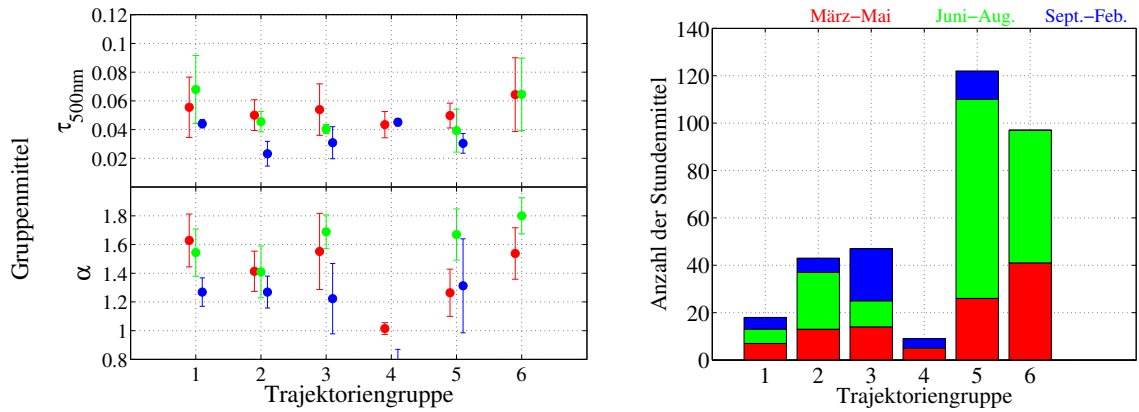 März−Mai Juni−Aug. Sept.−Feb.
Gruppenmittel
τ500nm
0.12
0.1
0.08
0.06
0.04
0.02
α
1.8
1.6
1.4
1.2
1
0.8
1 2 3 4 5 6
Trajektoriengruppe
Anzahl der Stundenmittel
140
120
100
80
60
40
20
0
1 2 3 4 5 6
Trajektoriengruppe